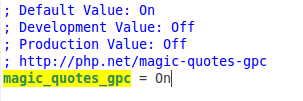 ; Default Value: On
; Development Value: Off
; Production Value: Off
; http://php.net/magic-quotes-gpc
magic_quotes_gpc = On